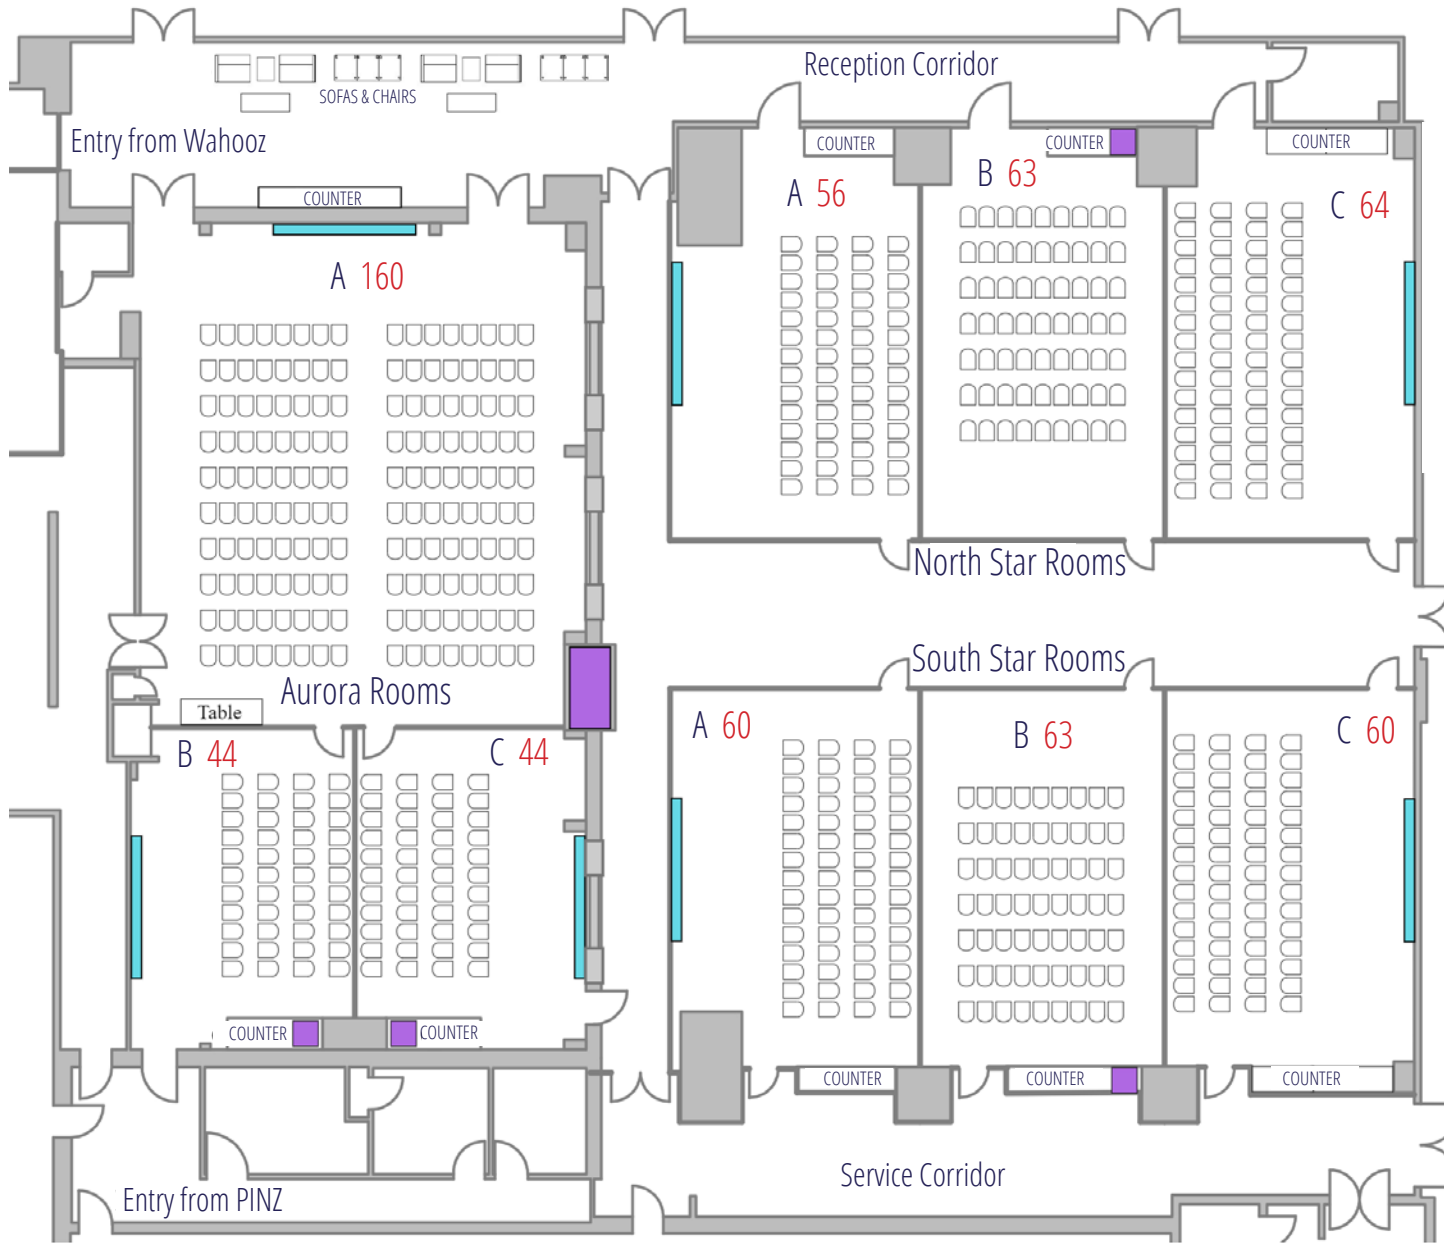 Reception Corridor
SOFAS & CHAIRS
Entry from Wahooz
COUNTER
COUNTER
COUNTER
COUNTER
A 56
B 63
C 64
A 160
North Star Rooms
South Star Rooms
Aurora Rooms
Table
B 44
C 44
A 60
B 63
C 60
COUNTER
COUNTER
COUNTER
COUNTER
COUNTER
Service Corridor
Entry from PINZ